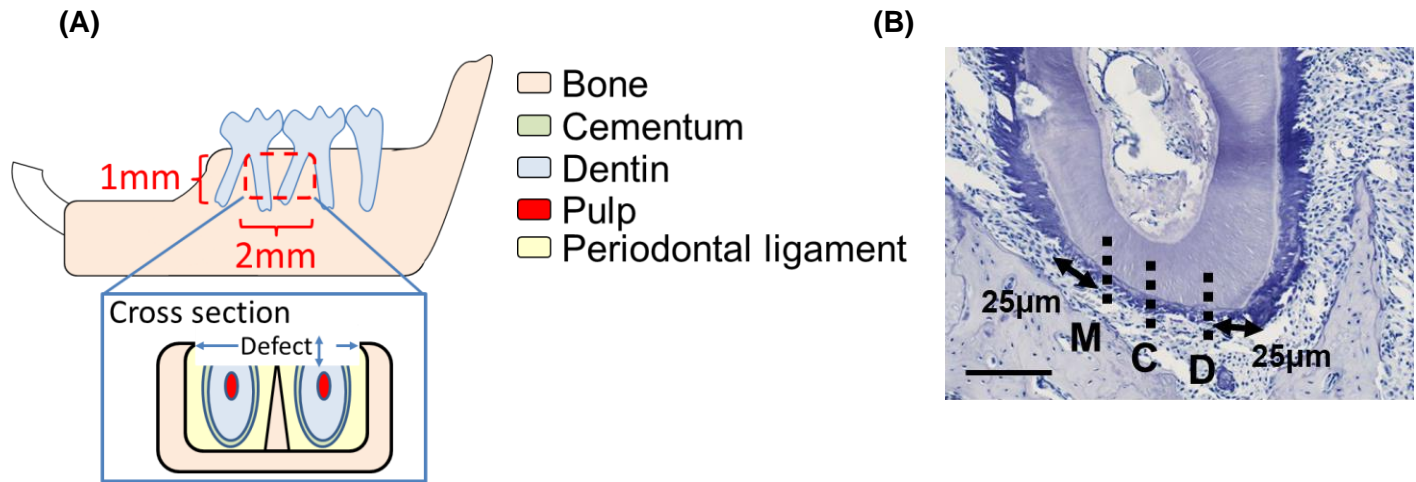 (A)
(B)
1mm
2mm
Bone
Cementum
Dentin
Pulp
Periodontal ligament
Cross section
Defect
25µm
M
C
D
25µm